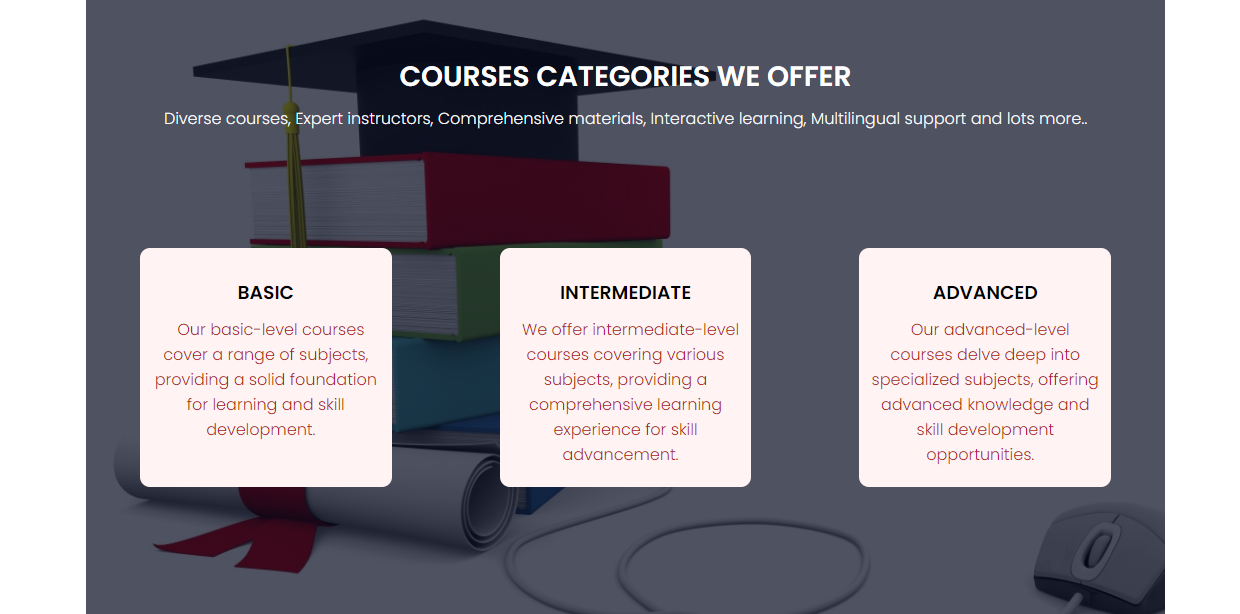 COURSES CATEGORIES WE OFFER
Diverse courses, Expert instructors, Comprehensive materials, Interactive learning, Multilingual support and lots more..
BASIC
Our basic-level courses
cover a range of subjects,
providing a solid foundation
for learning and skill
development.
INTERMEDIATE
We offer intermediate-level
courses covering various
subjects, providing a
comprehensive learning
experience for skill
advancement.
ADVANCED
Our advanced-level
courses delve deep into
specialized subjects, offering
advanced knowledge and
skill development
opportunities.